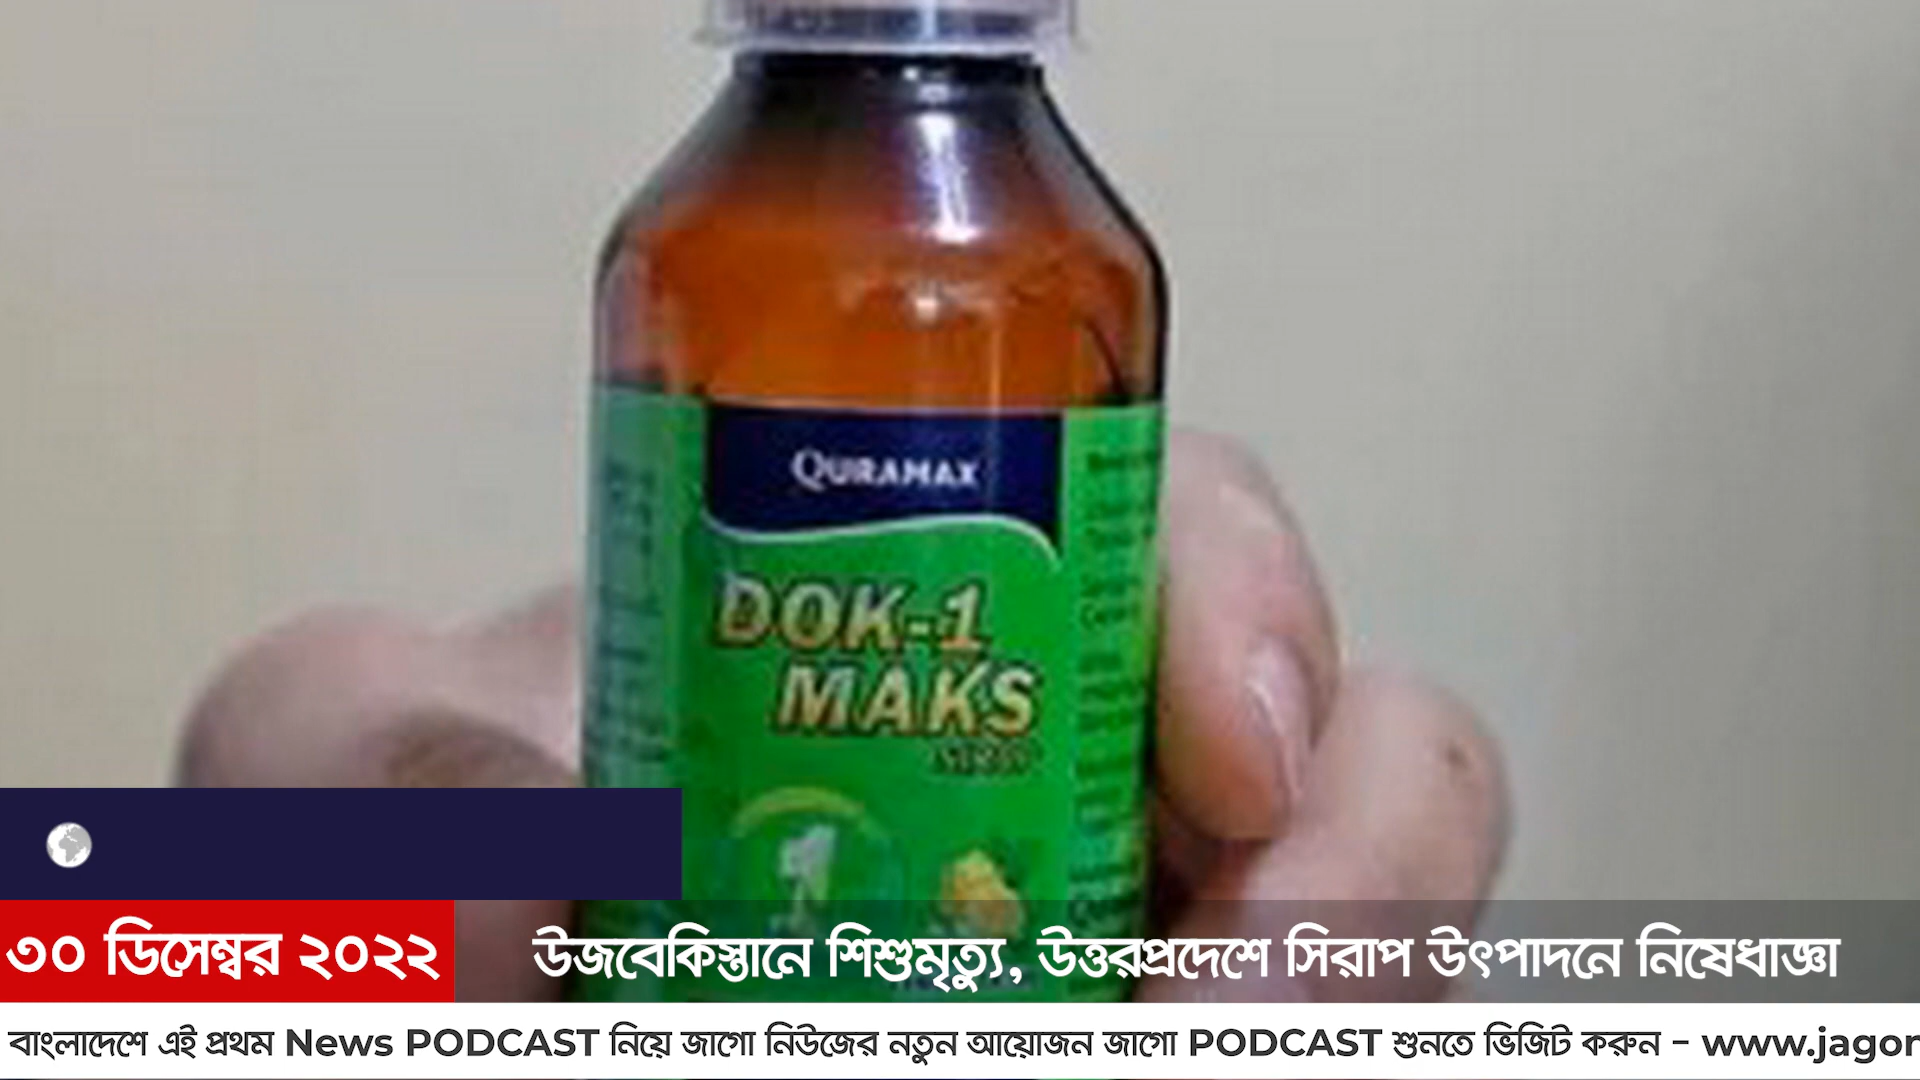 QURAMAX
DOK-1
MAKS
৩০ ডিসেম্বর ২০২২
উজবেকিস্তানে শিশুমৃত্যু, উত্তরপ্রদেশে সিরাপ উৎপাদনে নিষেধাজ্ঞা
বাংলাদেশে এই প্রথম News PODCAST নিয়ে জাগো নিউজের নতুন আয়োজন জাগো PODCAST শুনতে ভিজিট করুন - www.jagor